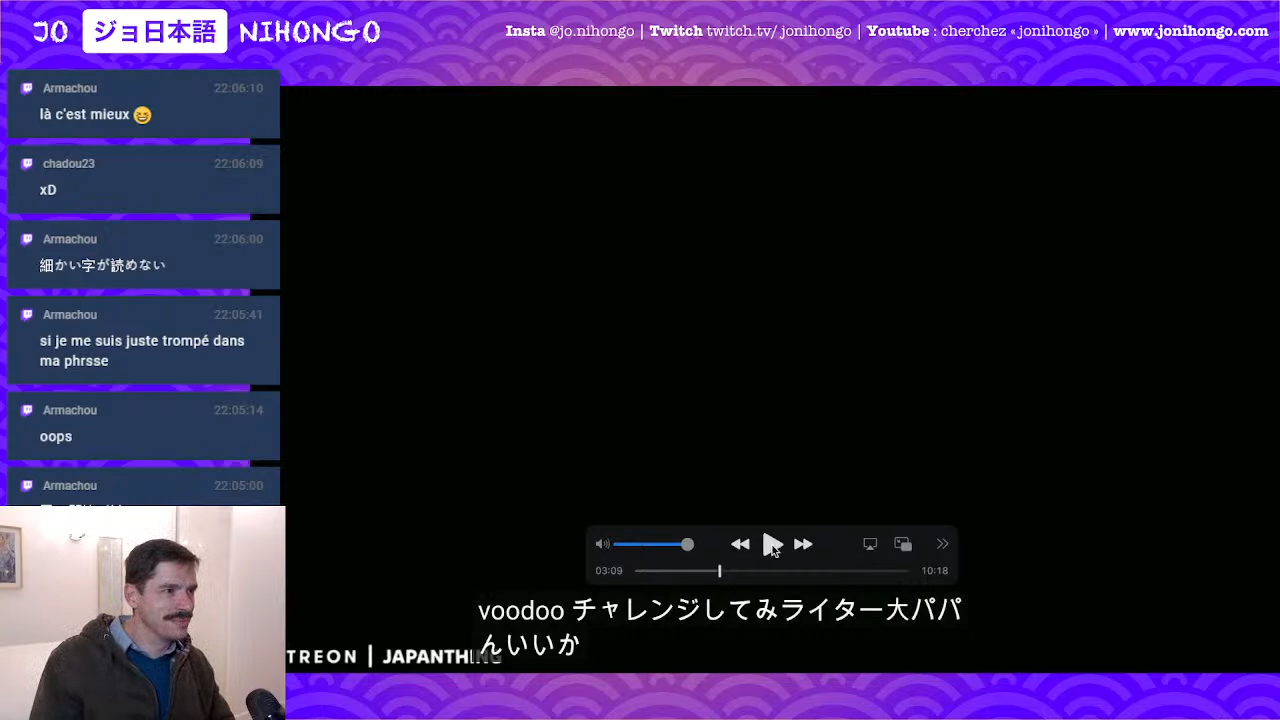 JO ジョ日本語 NIHONGO
Insta @jo.nihongo | Twitch twitch.tv/jonihongo | Youtube : cherchez « jonihongo » | www.jonihongo.com
Armachou 22:06:10
là c'est mieux 😆
chadou23 22:06:09
xD
Armachou 22:06:00
細かい字が読めない
Armachou 22:05:41
si je me suis juste trompé dans
ma phrsse
Armachou 22:05:14
oops
Armachou 22:05:00
03:09 10:18
voodoo チャレンジしてみライター大パパ
んいいか
TREON | JAPANTHING